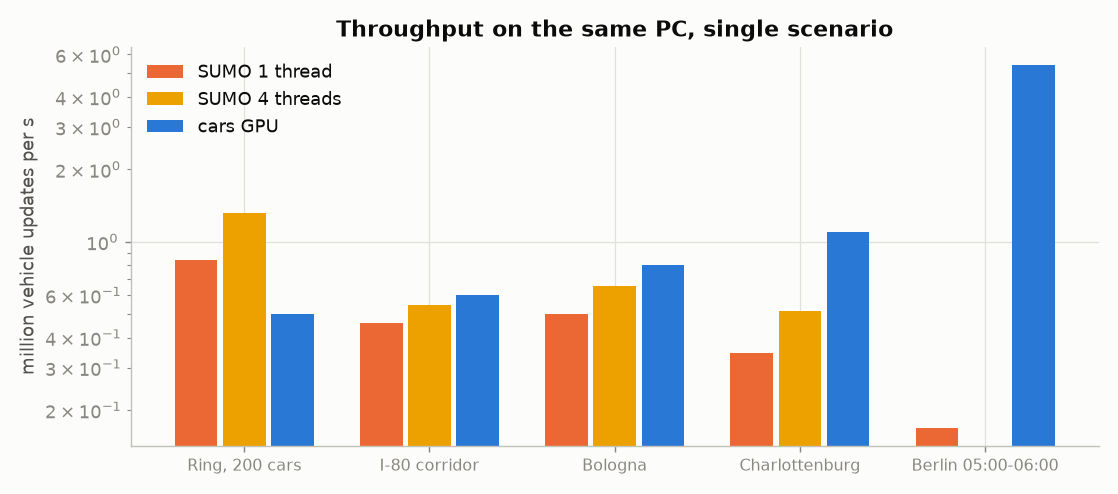 Throughput on the same PC, single scenario
million vehicle updates per s
6 × 10⁰
4 × 10⁰
3 × 10⁰
2 × 10⁰
10⁰
6 × 10⁻¹
4 × 10⁻¹
3 × 10⁻¹
2 × 10⁻¹
SUMO 1 thread
SUMO 4 threads
cars GPU
Ring, 200 cars
I-80 corridor
Bologna
Charlottenburg
Berlin 05:00-06:00